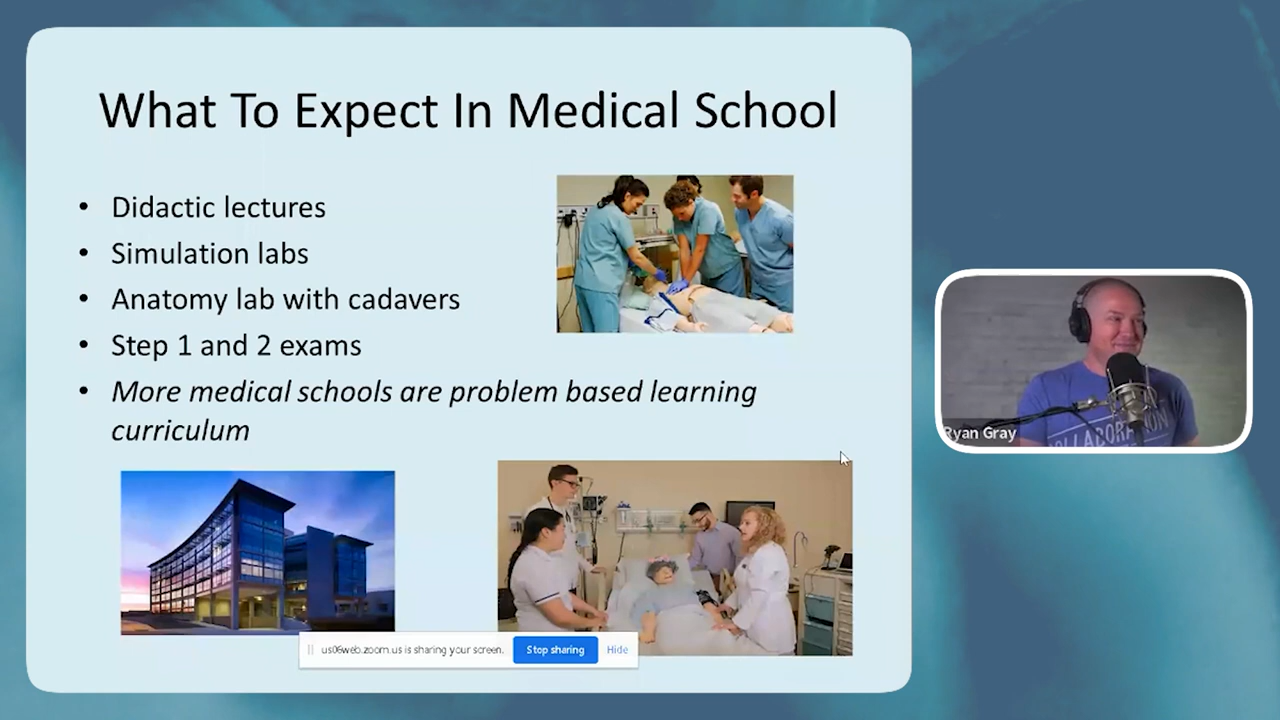 What To Expect In Medical School
• Didactic lectures
• Simulation labs
• Anatomy lab with cadavers
• Step 1 and 2 exams
• More medical schools are problem based learning
curriculum
us06web.zoom.us is sharing your screen.
Stop sharing
Hide
Ryan Gray
COLLABORATION